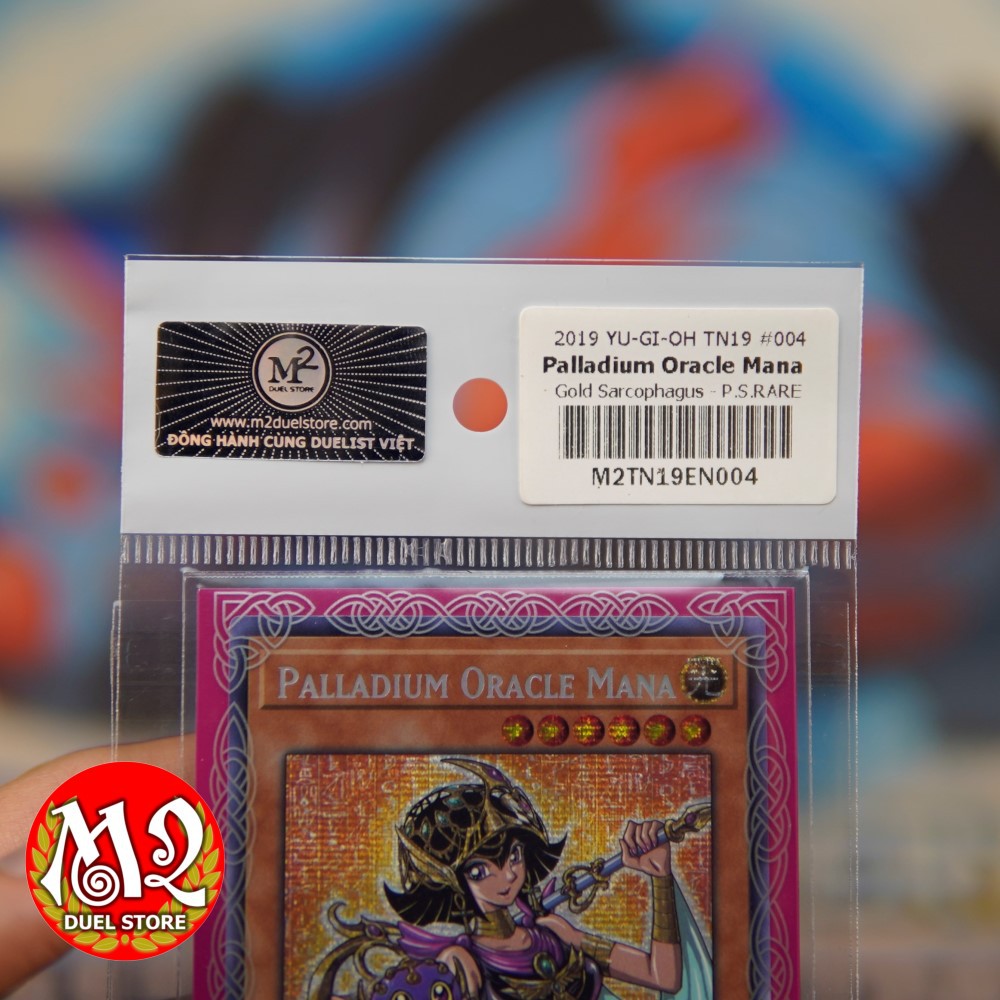 M2
DUEL STORE
www.m2duelstore.com
ĐỒNG HÀNH CÙNG DUELIST VIỆT
2019 YU-GI-OH TN19 #004
Palladium Oracle Mana
Gold Sarcophagus - P.S.RARE
M2TN19EN004
PALLADIUM ORACLE MANA
光
M2
DUEL STORE